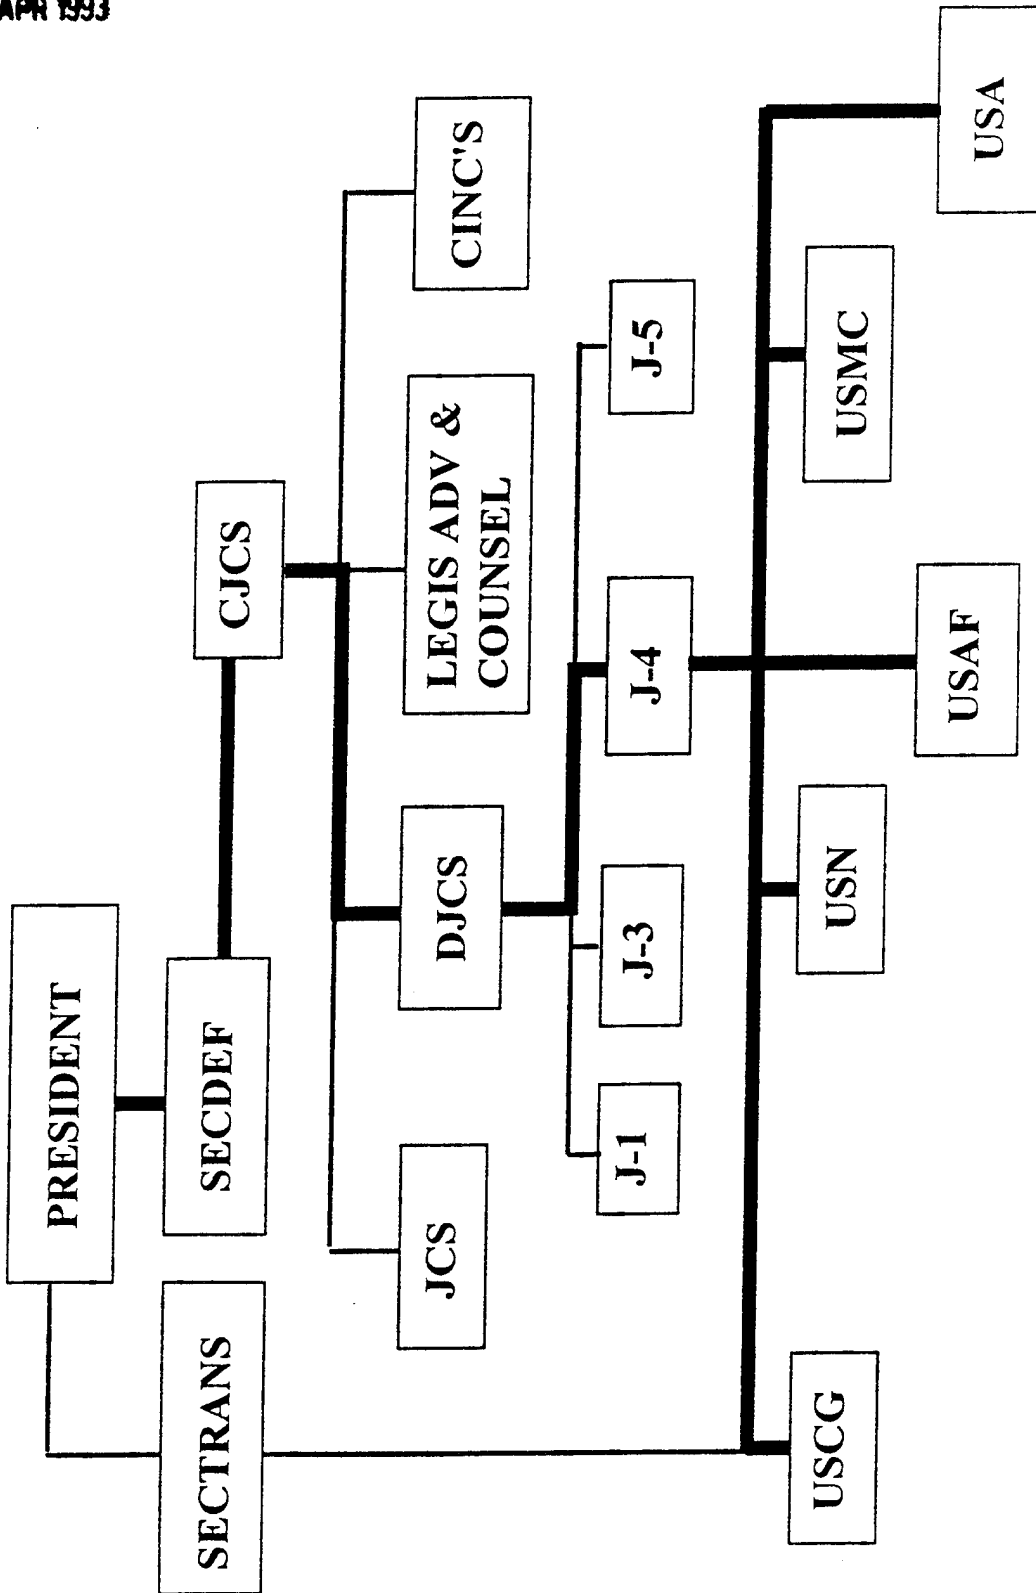 APR 1993
PRESIDENT
SECTRANS
SECDEF
CJCS
JCS
DJCS
LEGIS ADV &
COUNSEL
CINC'S
J-1
J-3
J-4
J-5
USCG
USN
USAF
USMC
USA